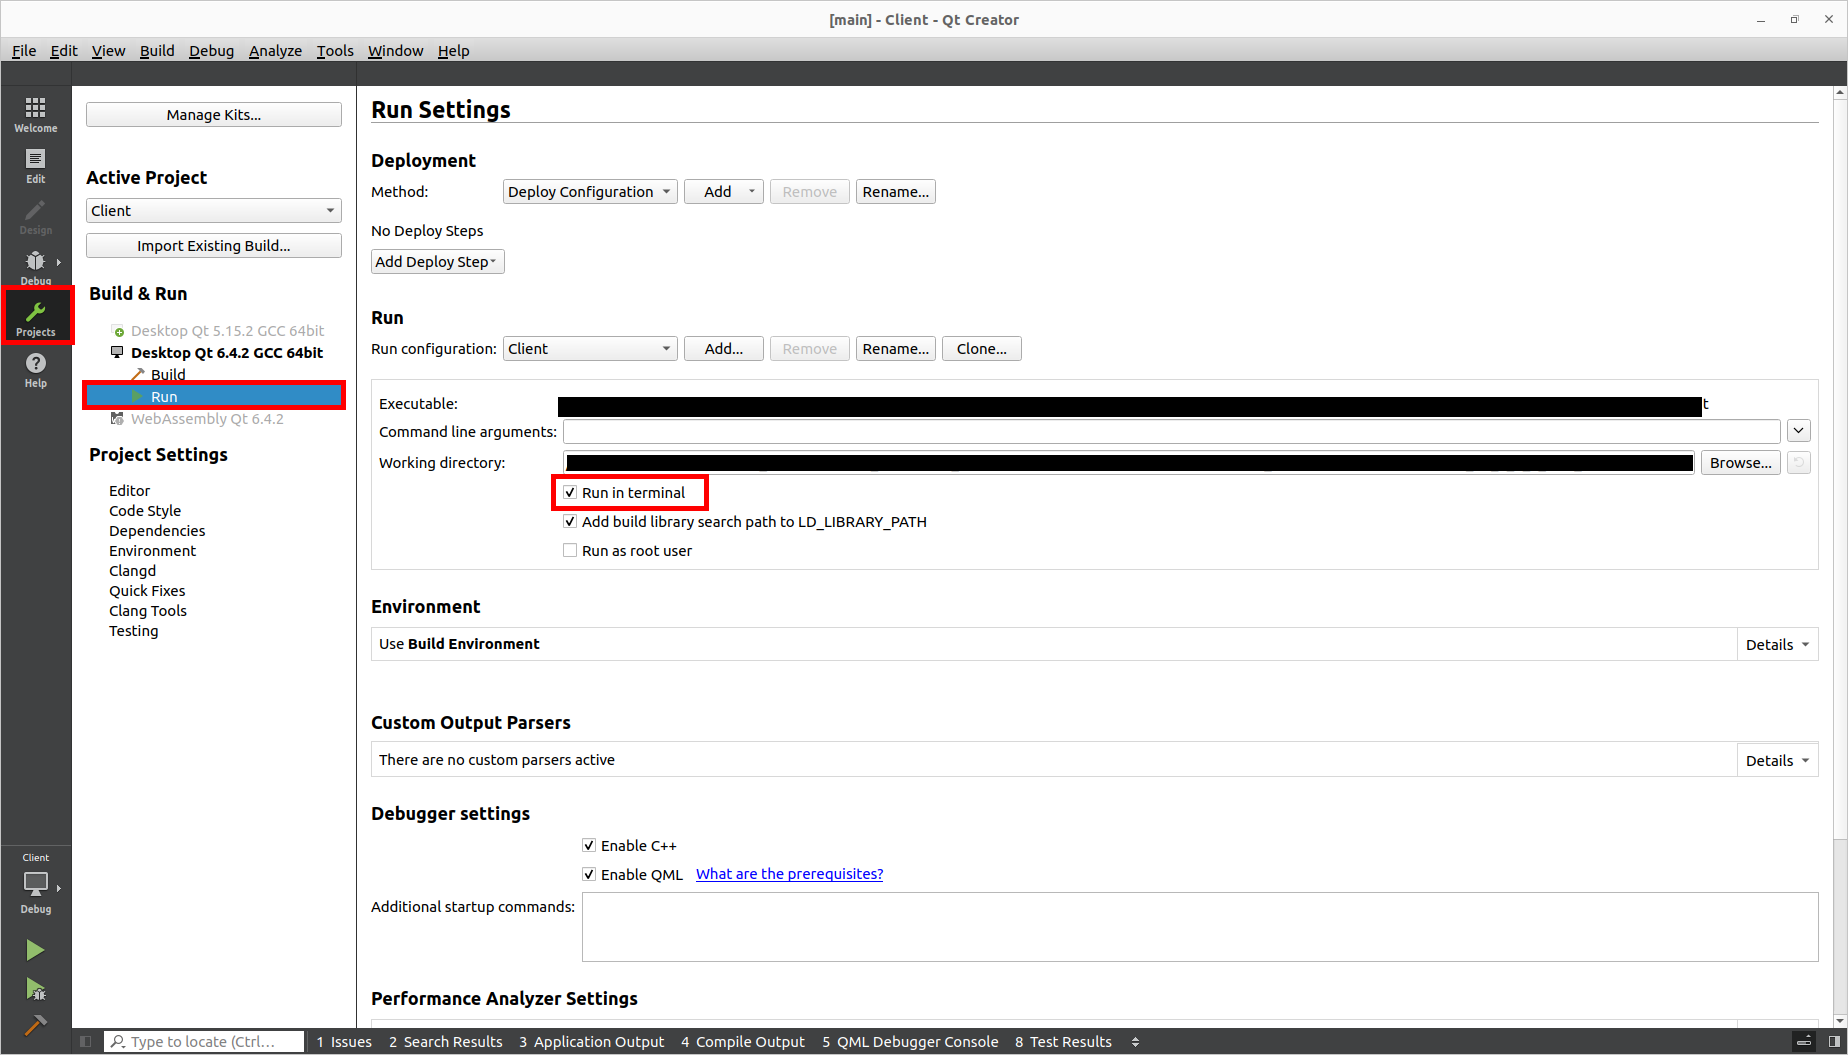 [main] - Client - Qt Creator
File Edit View Build Debug Analyze Tools Window Help
Welcome
Edit
Design
Debug
Projects
Help
Client
Debug
Manage Kits...
Active Project
Client
Import Existing Build...
Build & Run
Desktop Qt 5.15.2 GCC 64bit
Desktop Qt 6.4.2 GCC 64bit
Build
Run
WebAssembly Qt 6.4.2
Project Settings
Editor
Code Style
Dependencies
Environment
Clangd
Quick Fixes
Clang Tools
Testing
Run Settings
Deployment
Method: Deploy Configuration Add Remove Rename...
No Deploy Steps
Add Deploy Step
Run
Run configuration: Client Add... Remove Rename... Clone...
Executable: t
Command line arguments:
Working directory: Browse...
Run in terminal
Add build library search path to LD_LIBRARY_PATH
Run as root user
Environment
Use Build Environment Details
Custom Output Parsers
There are no custom parsers active Details
Debugger settings
Enable C++
Enable QML What are the prerequisites?
Additional startup commands:
Performance Analyzer Settings
Type to locate (Ctrl... 1 Issues 2 Search Results 3 Application Output 4 Compile Output 5 QML Debugger Console 8 Test Results